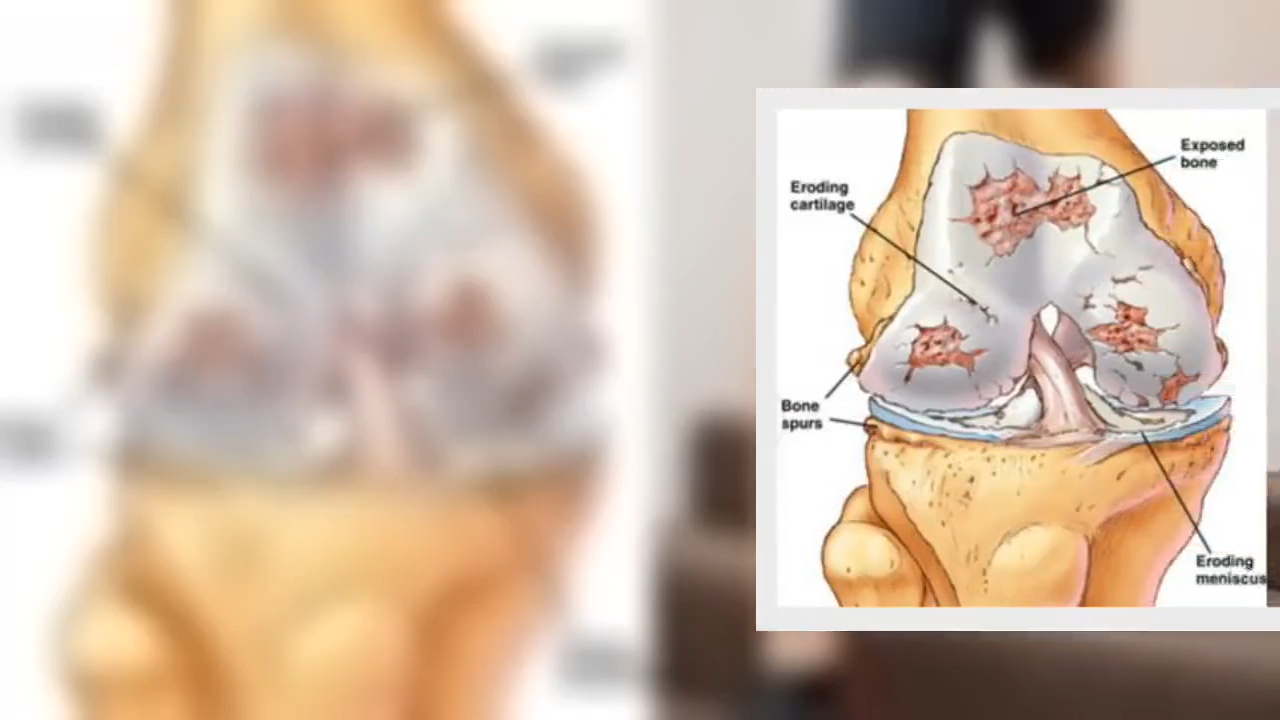 Exposed
bone
Eroding
cartilage
Bone
spurs
Eroding
meniscus